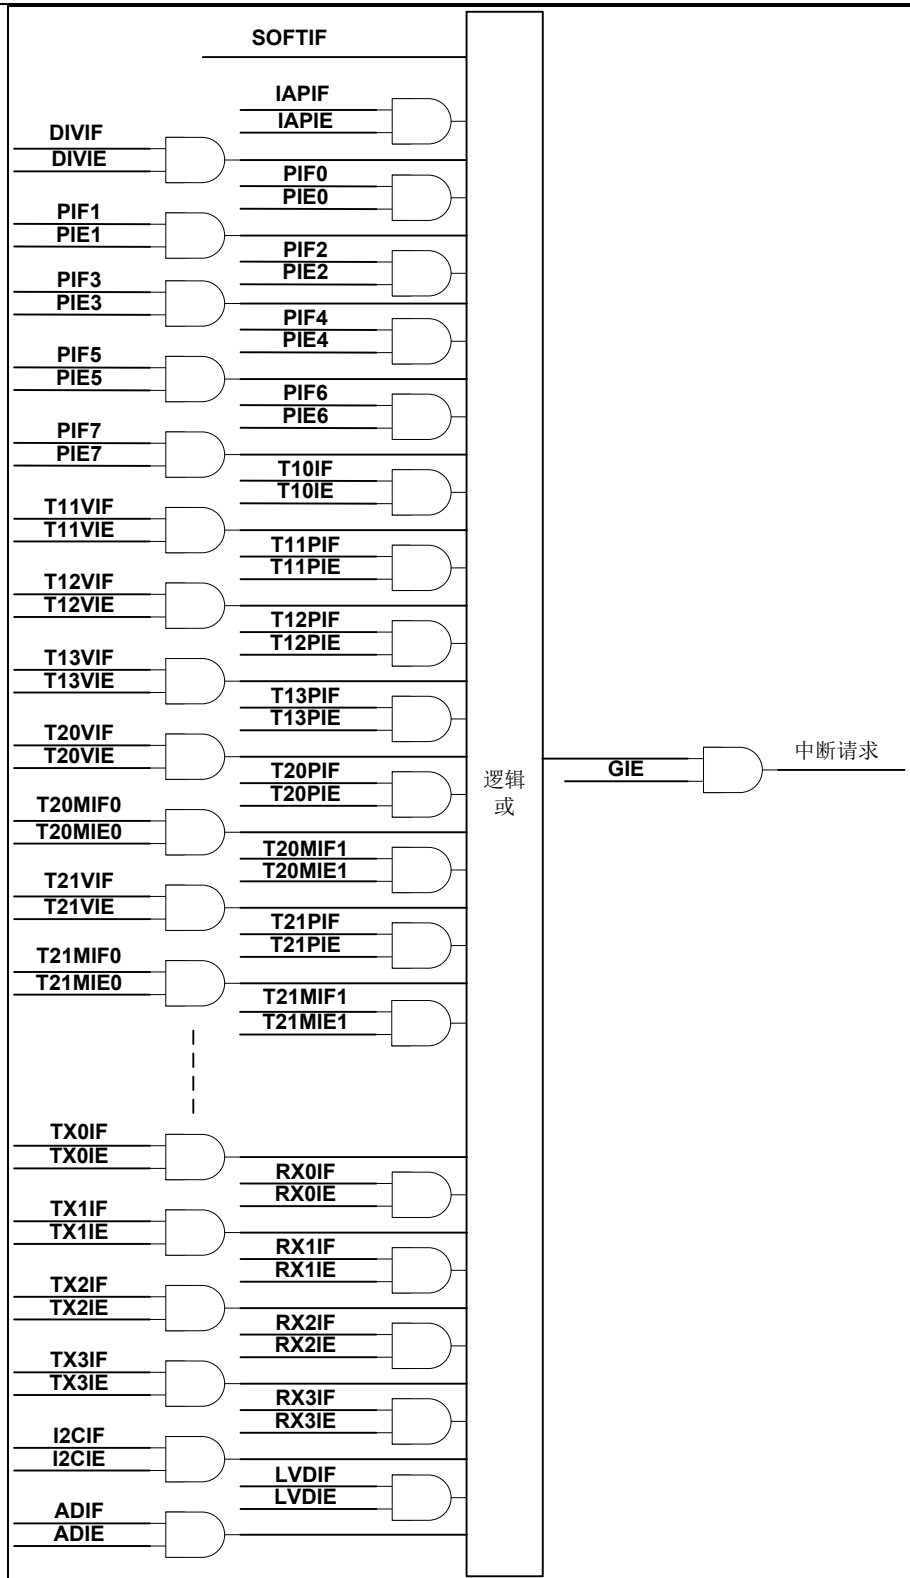 SOFTIF
IAPIF
IAPIE
DIVIF
DIVIE
PIF0
PIE0
PIF1
PIE1
PIF2
PIE2
PIF3
PIE3
PIF4
PIE4
PIF5
PIE5
PIF6
PIE6
PIF7
PIE7
T10IF
T10IE
T11VIF
T11VIE
T11PIF
T11PIE
T12VIF
T12VIE
T12PIF
T12PIE
T13VIF
T13VIE
T13PIF
T13PIE
T20VIF
T20VIE
T20PIF
T20PIE
逻辑
或
GIE
中断请求
T20MIF0
T20MIE0
T20MIF1
T20MIE1
T21VIF
T21VIE
T21PIF
T21PIE
T21MIF0
T21MIE0
T21MIF1
T21MIE1
TX0IF
TX0IE
RX0IF
RX0IE
TX1IF
TX1IE
RX1IF
RX1IE
TX2IF
TX2IE
RX2IF
RX2IE
TX3IF
TX3IE
RX3IF
RX3IE
I2CIF
I2CIE
LVDIF
LVDIE
ADIF
ADIE